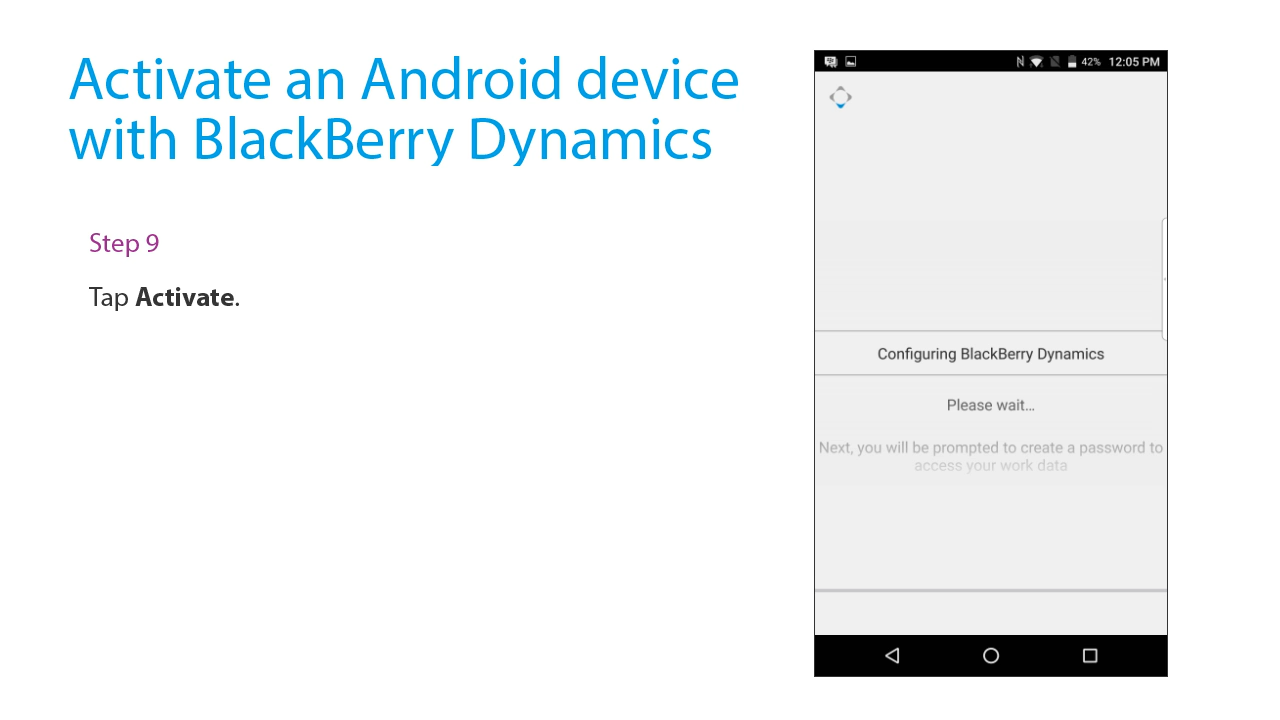 Activate an Android device
with BlackBerry Dynamics
Step 9
Tap Activate.
42% 12:05 PM
Configuring BlackBerry Dynamics
Please wait...
Next, you will be prompted to create a password to
access your work data